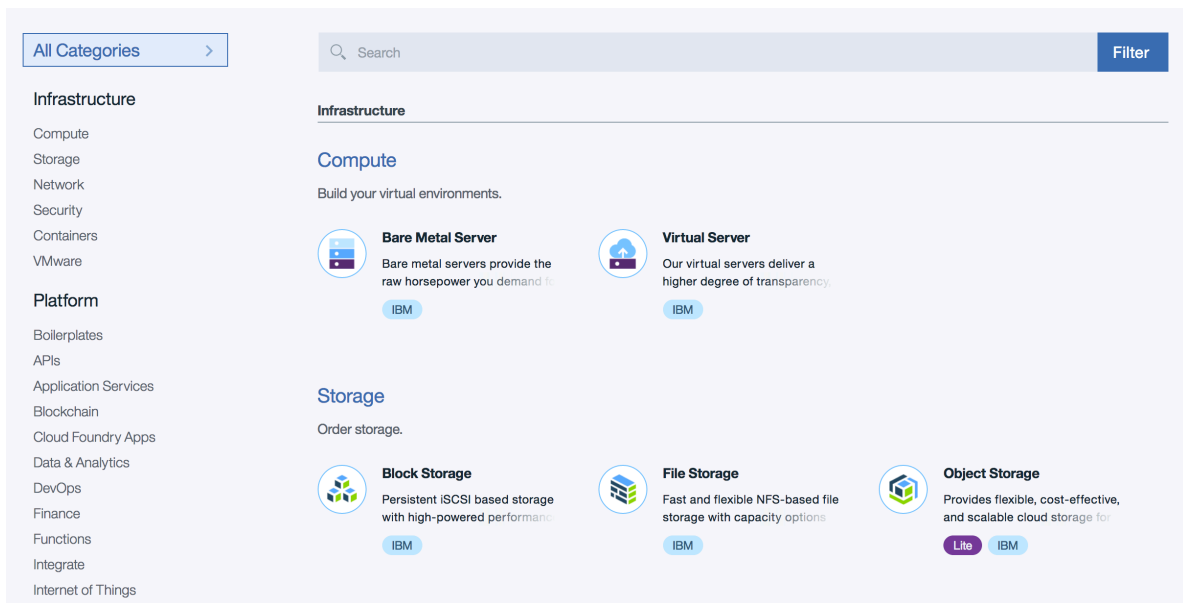 All Categories
Infrastructure
Compute
Storage
Network
Security
Containers
VMware
Platform
Boilerplates
APIs
Application Services
Blockchain
Cloud Foundry Apps
Data & Analytics
DevOps
Finance
Functions
Integrate
Internet of Things
Search
Filter
Infrastructure
Compute
Build your virtual environments.
Bare Metal Server
Bare metal servers provide the
raw horsepower you demand fo
IBM
Virtual Server
Our virtual servers deliver a
higher degree of transparency,
IBM
Storage
Order storage.
Block Storage
Persistent iSCSI based storage
with high-powered performance
IBM
File Storage
Fast and flexible NFS-based file
storage with capacity options
IBM
Object Storage
Provides flexible, cost-effective,
and scalable cloud storage for
Lite
IBM